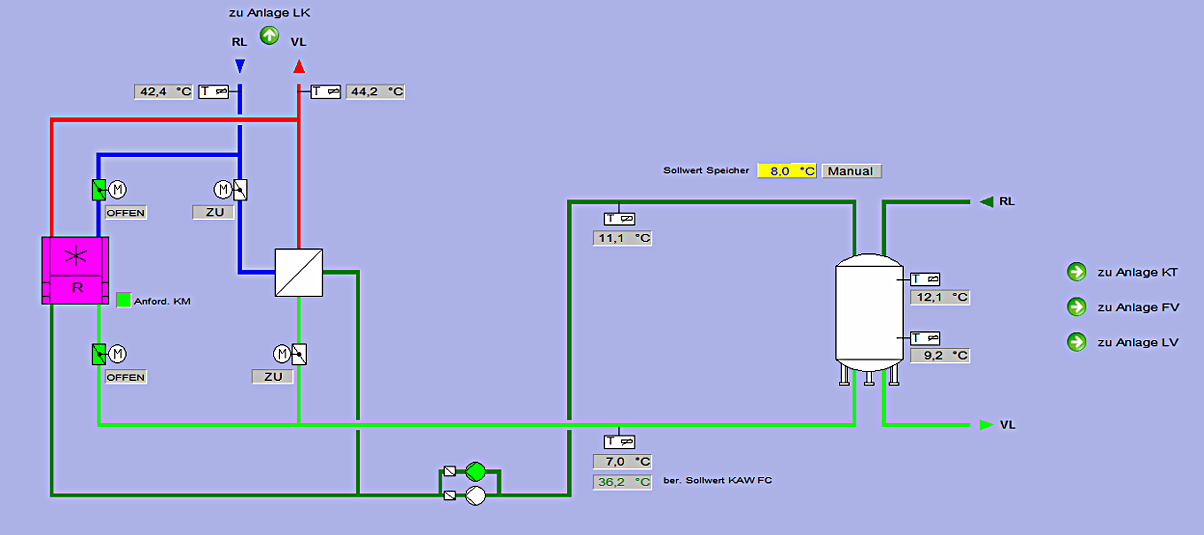 zu Anlage LK
RL VL
42,4 °C T T 44,2 °C
Sollwert Speicher 8,0 °C Manual
M M
OFFEN ZU
RL
T
11,1 °C
R
Anford. KM
T
12,1 °C
zu Anlage KT
zu Anlage FV
T
9,2 °C
zu Anlage LV
M M
OFFEN ZU
VL
T
7,0 °C
36,2 °C ber. Sollwert KAW FC